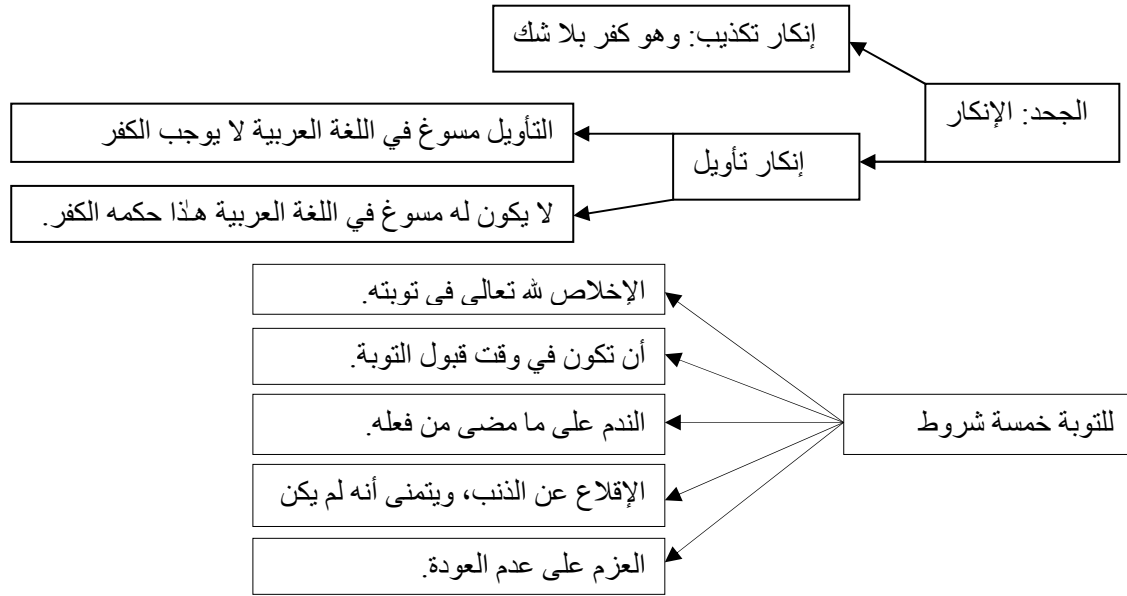 إنكار تكذيب: وهو كفر بلا شك
الجحد: الإنكار
التأويل مسوغ في اللغة العربية لا يوجب الكفر
إنكار تأويل
لا يكون له مسوغ في اللغة العربية هـٰذا حكمه الكفر.
الإخلاص لله تعالى في توبته.
أن تكون في وقت قبول التوبة.
للتوبة خمسة شروط
الندم على ما مضى من فعله.
الإقلاع عن الذنب، ويتمنى أنه لم يكن
العزم على عدم العودة.